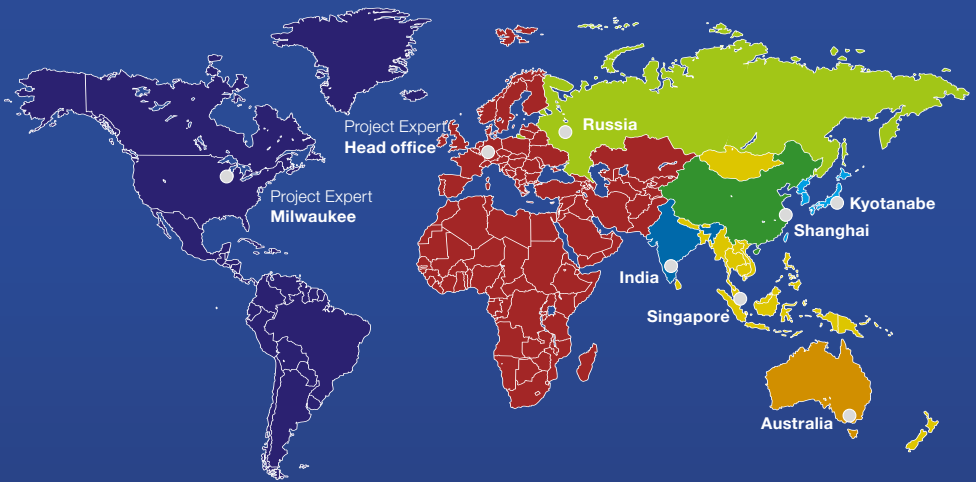 Project Expert
Head office
Russia
Project Expert
Milwaukee
Kyotanabe
Shanghai
India
Singapore
Australia